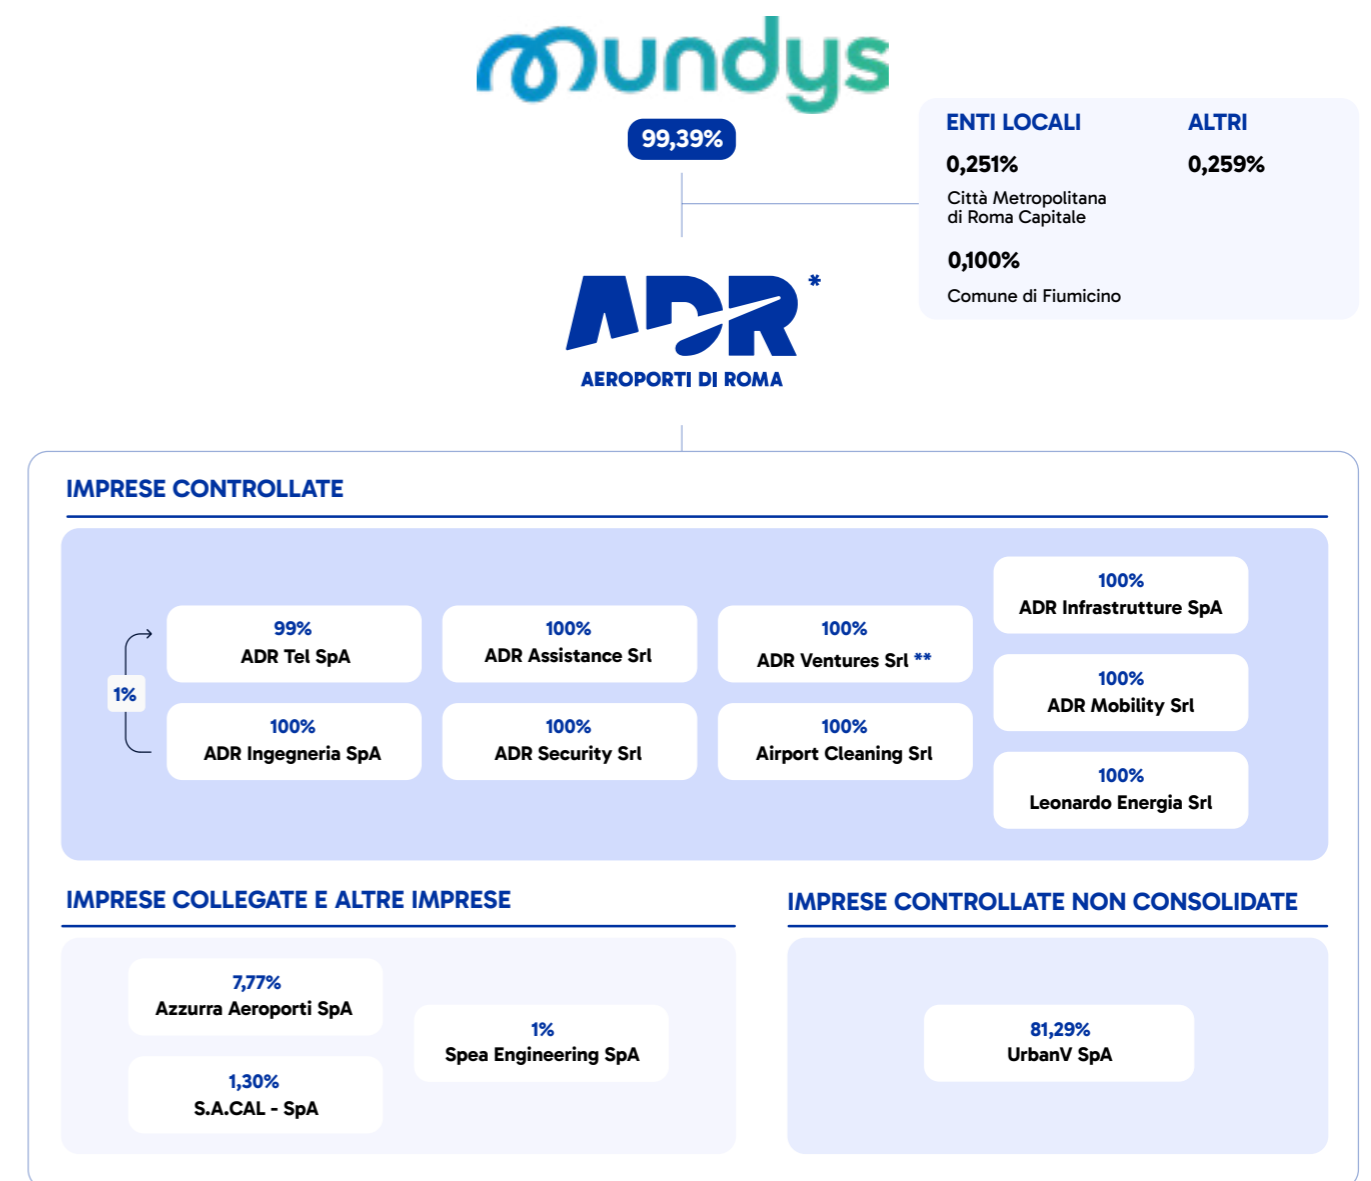 mundys
99,39%
ENTI LOCALI
ALTRI
0,251%
0,259%
Città Metropolitana
di Roma Capitale
0,100%
Comune di Fiumicino
ADR*
AEROPORTI DI ROMA
IMPRESE CONTROLLATE
1%
99%
ADR Tel SpA
100%
ADR Assistance Srl
100%
ADR Ventures Srl **
100%
ADR Infrastrutture SpA
100%
ADR Ingegneria SpA
100%
ADR Security Srl
100%
Airport Cleaning Srl
100%
ADR Mobility Srl
100%
Leonardo Energia Srl
IMPRESE COLLEGATE E ALTRE IMPRESE
7,77%
Azzurra Aeroporti SpA
1%
Spea Engineering SpA
1,30%
S.A.CAL - SpA
IMPRESE CONTROLLATE NON CONSOLIDATE
81,29%
UrbanV SpA